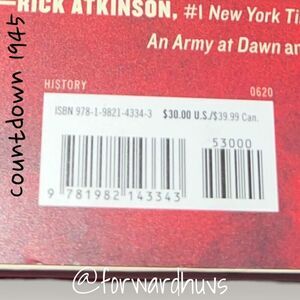 —RICK ATKINSON, #1 New York Ti
An Army at Dawn an
HISTORY 0620
ISBN 978-1-9821-4334-3 $30.00 U.S./$39.99 Can.
53000
9 781982 143343
countdown 1945
@forwardhuvs